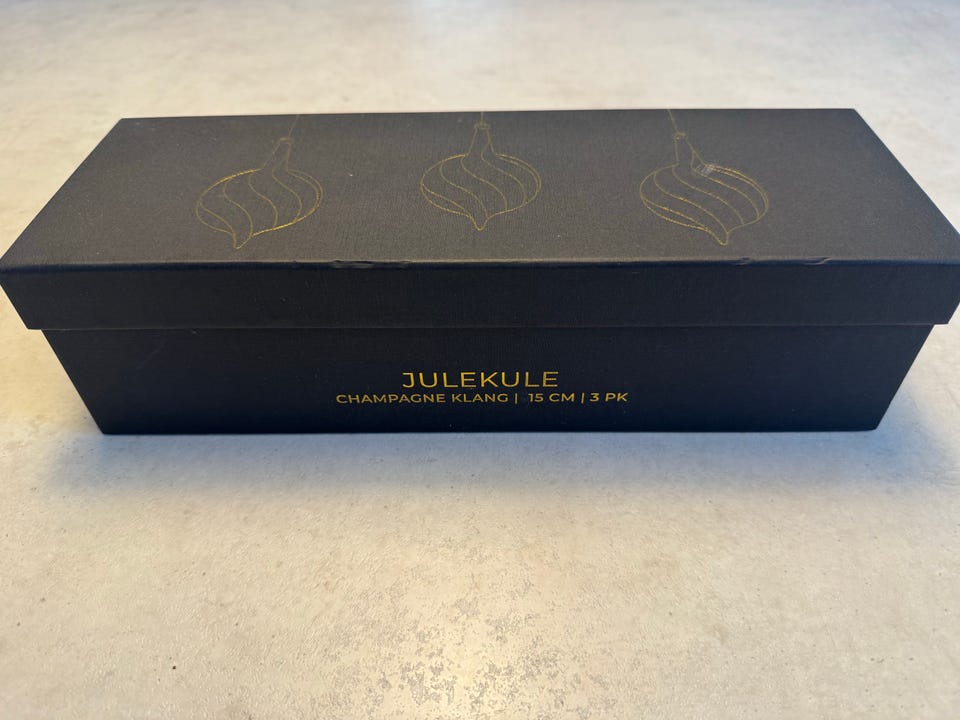 JULEKULE
CHAMPAGNE KLANG | 15 CM | 3 PK